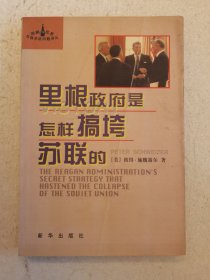 里根政府是
怎样搞垮
苏联的
PETER SCHWEIZER
[美] 彼得·施魏策尔 著
THE REAGAN ADMINISTRATION'S
SECRET STRATEGY THAT
HASTENED THE COLLAPSE
OF THE SOVIET UNION
新华出版社